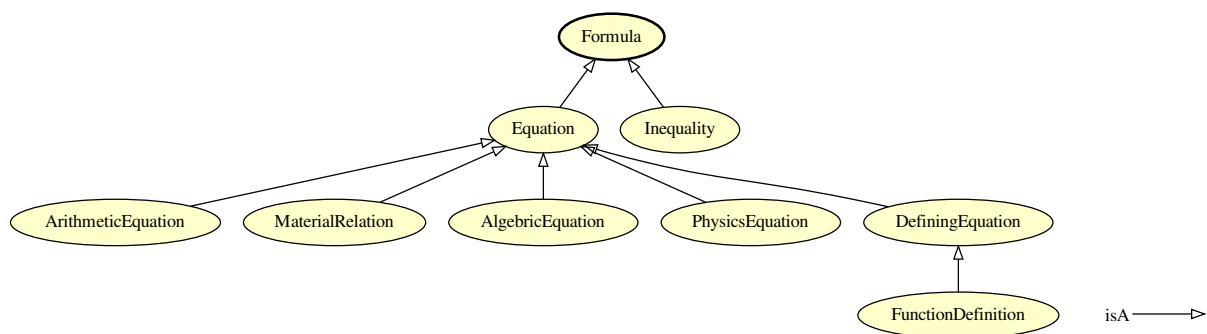 Formula
Equation
Inequality
ArithmeticEquation
MaterialRelation
AlgebricEquation
PhysicsEquation
DefiningEquation
FunctionDefinition
isA